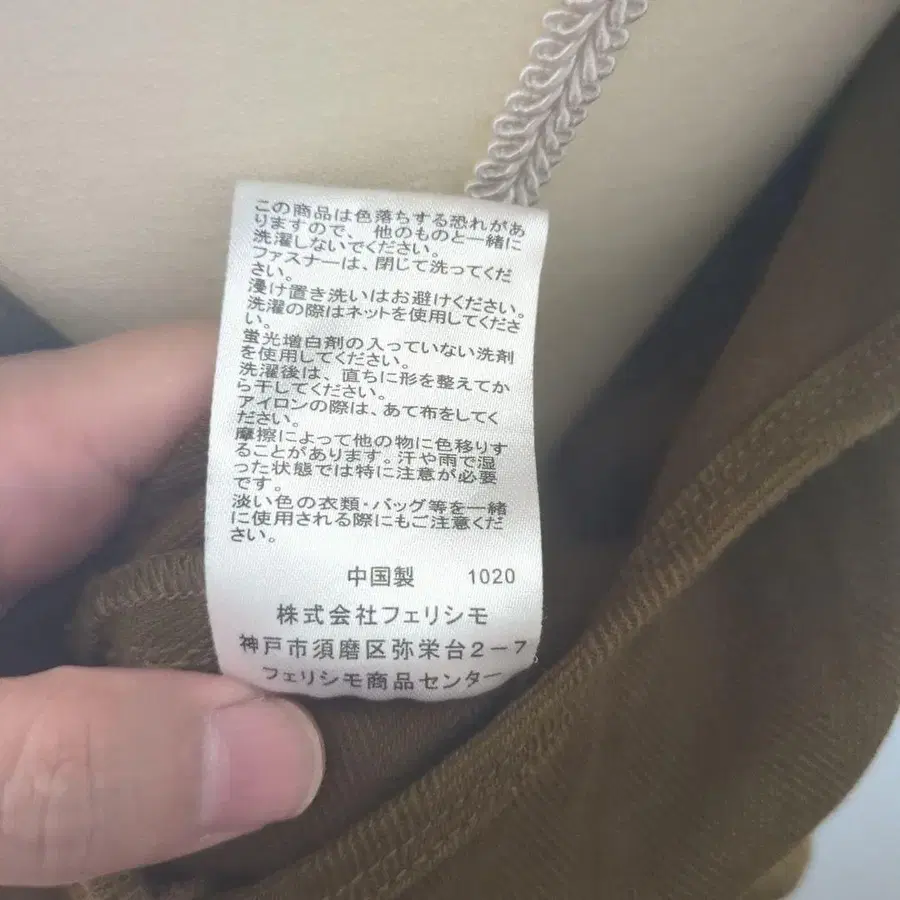 この商品は色落ちする恐れがあ
りますので、他のものと一緒に
洗濯しないでください。
ファスナーは、閉じて洗ってくだ
さい。
浸け置き洗いはお避けください。
洗濯の際はネットを使用してくださ
い。
蛍光増白剤の入っていない洗剤
を使用してください。
洗濯後は、直ちに形を整えてか
ら干してください。
アイロンの際は、あて布をしてく
ださい。
摩擦によって他の物に色移りす
ることがあります。汗や雨で湿
った状態では特に注意が必要
です。
淡い色の衣類・バッグ等を一緒
に使用される際にもご注意くだ
さい。
中国製 1020
株式会社フェリシモ
神戸市須磨区弥栄台2-7
フェリシモ商品センター